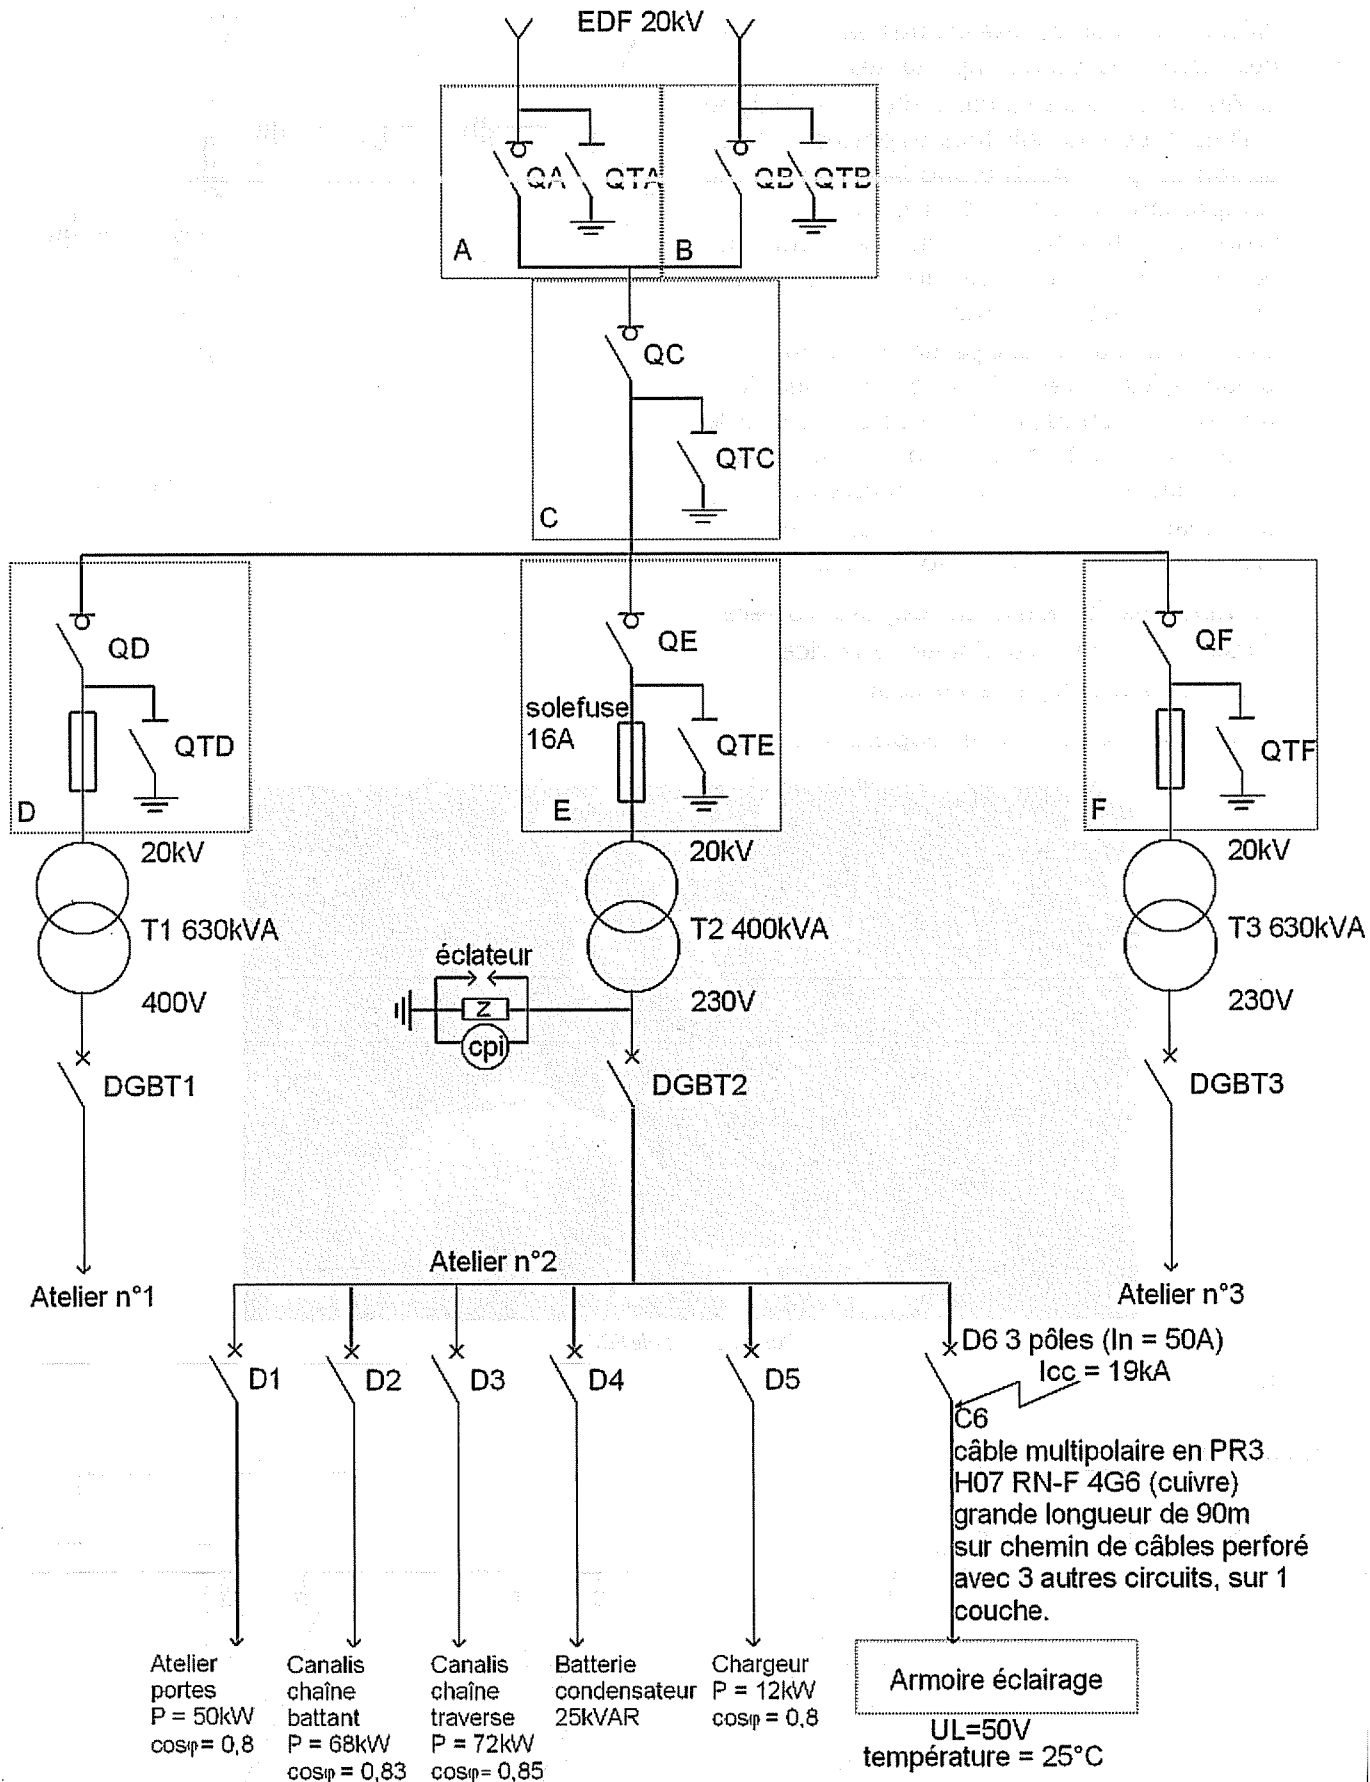 EDF 20kV
QA
QTA
QB
QTB
A
B
QC
QTC
C
QD
QTD
D
QE
solefuse
16A
QTE
E
QF
QTF
F
20kV
T1 630kVA
400V
20kV
T2 400kVA
230V
20kV
T3 630kVA
230V
éclateur
Z
cpi
DGBT1
DGBT2
DGBT3
Atelier n°1
Atelier n°2
Atelier n°3
D1
D2
D3
D4
D5
D6 3 pôles (In = 50A)
Icc = 19kA
C6
câble multipolaire en PR3
H07 RN-F 4G6 (cuivre)
grande longueur de 90m
sur chemin de câbles perforé
avec 3 autres circuits, sur 1
couche.
Atelier
portes
P = 50kW
cosφ= 0,8
Canalis
chaîne
battant
P = 68kW
cosφ = 0,83
Canalis
chaîne
traverse
P = 72kW
cosφ= 0,85
Batterie
condensateur
25kVAR
Chargeur
P = 12kW
cosφ = 0,8
Armoire éclairage
UL=50V
température = 25°C